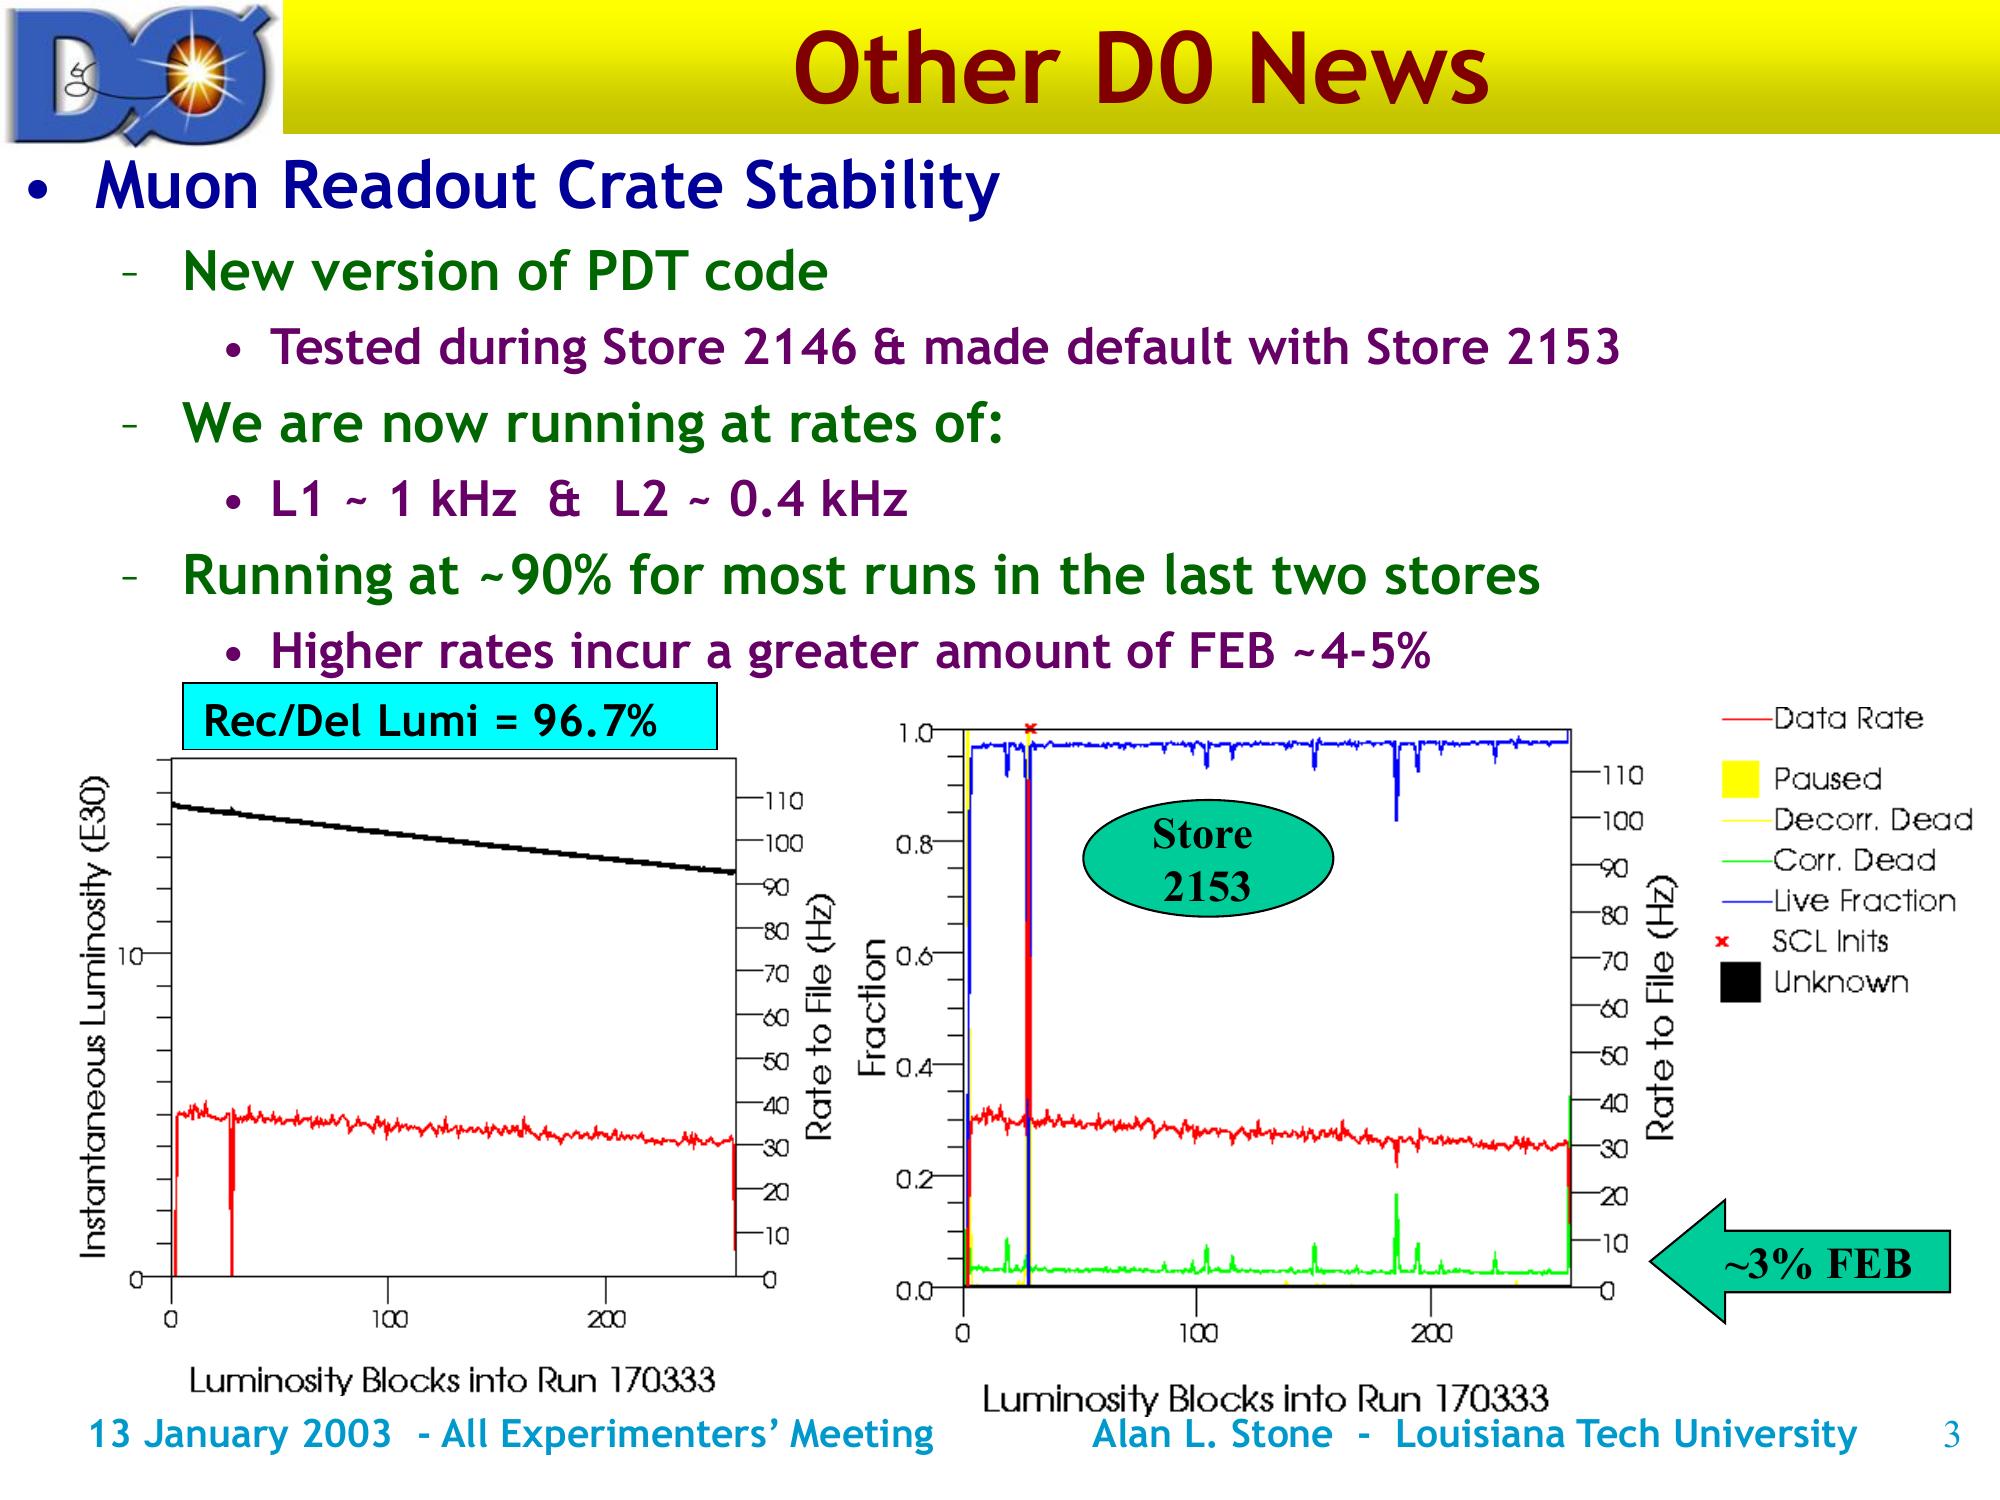 DØ
Other D0 News
• Muon Readout Crate Stability
– New version of PDT code
• Tested during Store 2146 & made default with Store 2153
– We are now running at rates of:
• L1 ~ 1 kHz & L2 ~ 0.4 kHz
– Running at ~90% for most runs in the last two stores
• Higher rates incur a greater amount of FEB ~4-5%
Rec/Del Lumi = 96.7%
Instantaneous Luminosity (E30)
10
0
110
100
90
80
70
60
50
40
30
20
10
0
Rate to File (Hz)
0 100 200
Luminosity Blocks into Run 170333
Fraction
1.0
0.8
0.6
0.4
0.2
0.0
Store
2153
110
100
90
80
70
60
50
40
30
20
10
0
Rate to File (Hz)
0 100 200
Luminosity Blocks into Run 170333
Data Rate
Paused
Decorr. Dead
Corr. Dead
Live Fraction
SCL Inits
Unknown
~3% FEB
13 January 2003 - All Experimenters’ Meeting
Alan L. Stone - Louisiana Tech University
3